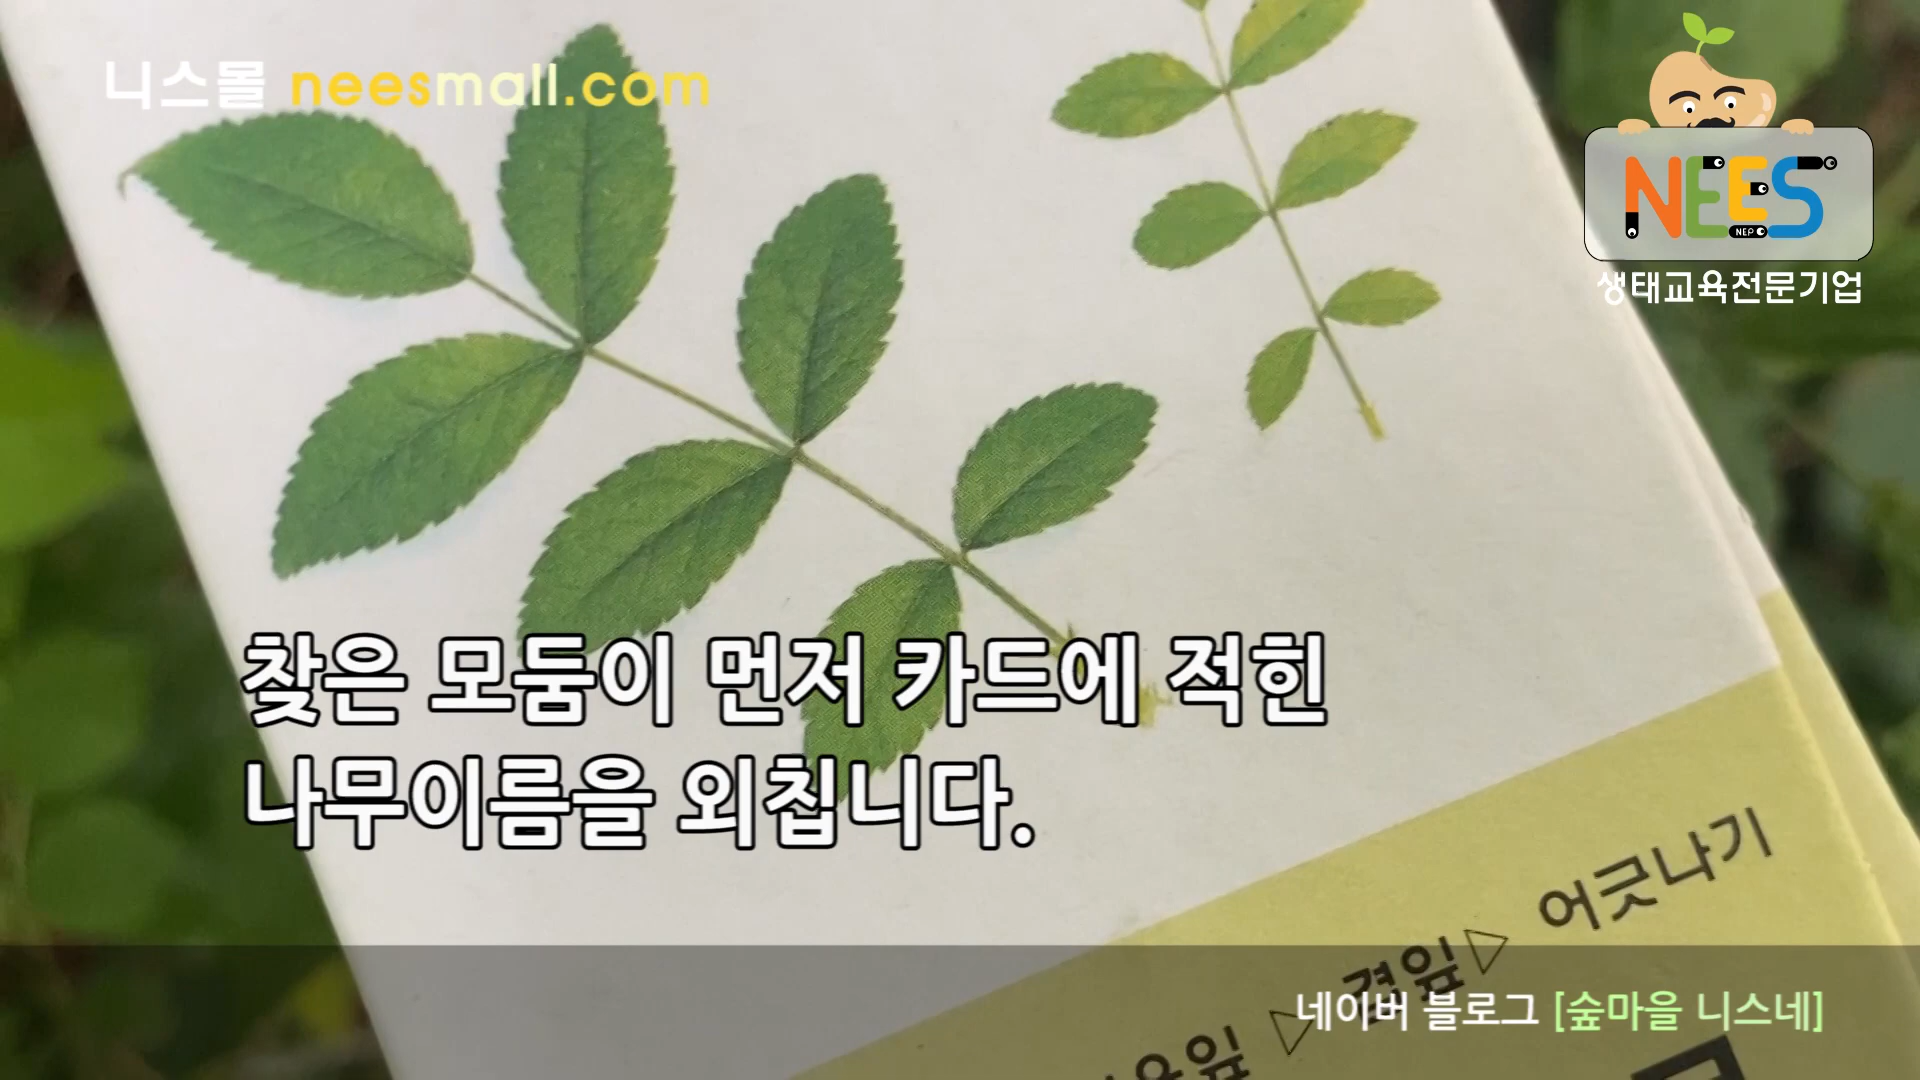 니스몰 neesmall.com
NEES
NEP
생태교육전문기업
찾은 모둠이 먼저 카드에 적힌
나무이름을 외칩니다.
▷ 겹잎 ▷ 어긋나기
네이버 블로그 [숲마을 니스네]